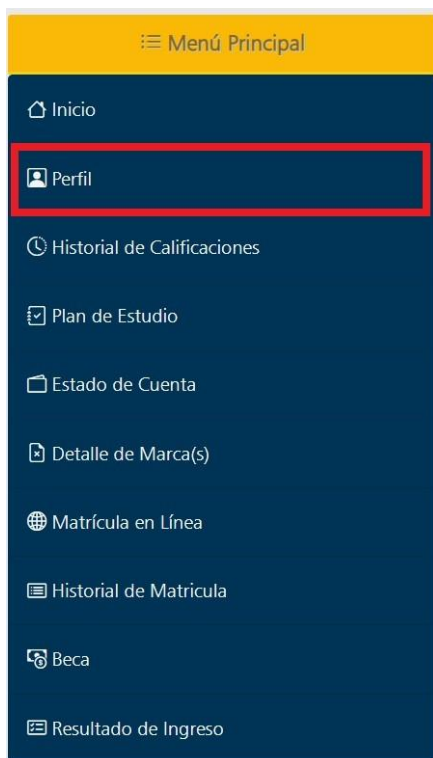 Menú Principal
Inicio
Perfil
Historial de Calificaciones
Plan de Estudio
Estado de Cuenta
Detalle de Marca(s)
Matrícula en Línea
Historial de Matricula
Beca
Resultado de Ingreso